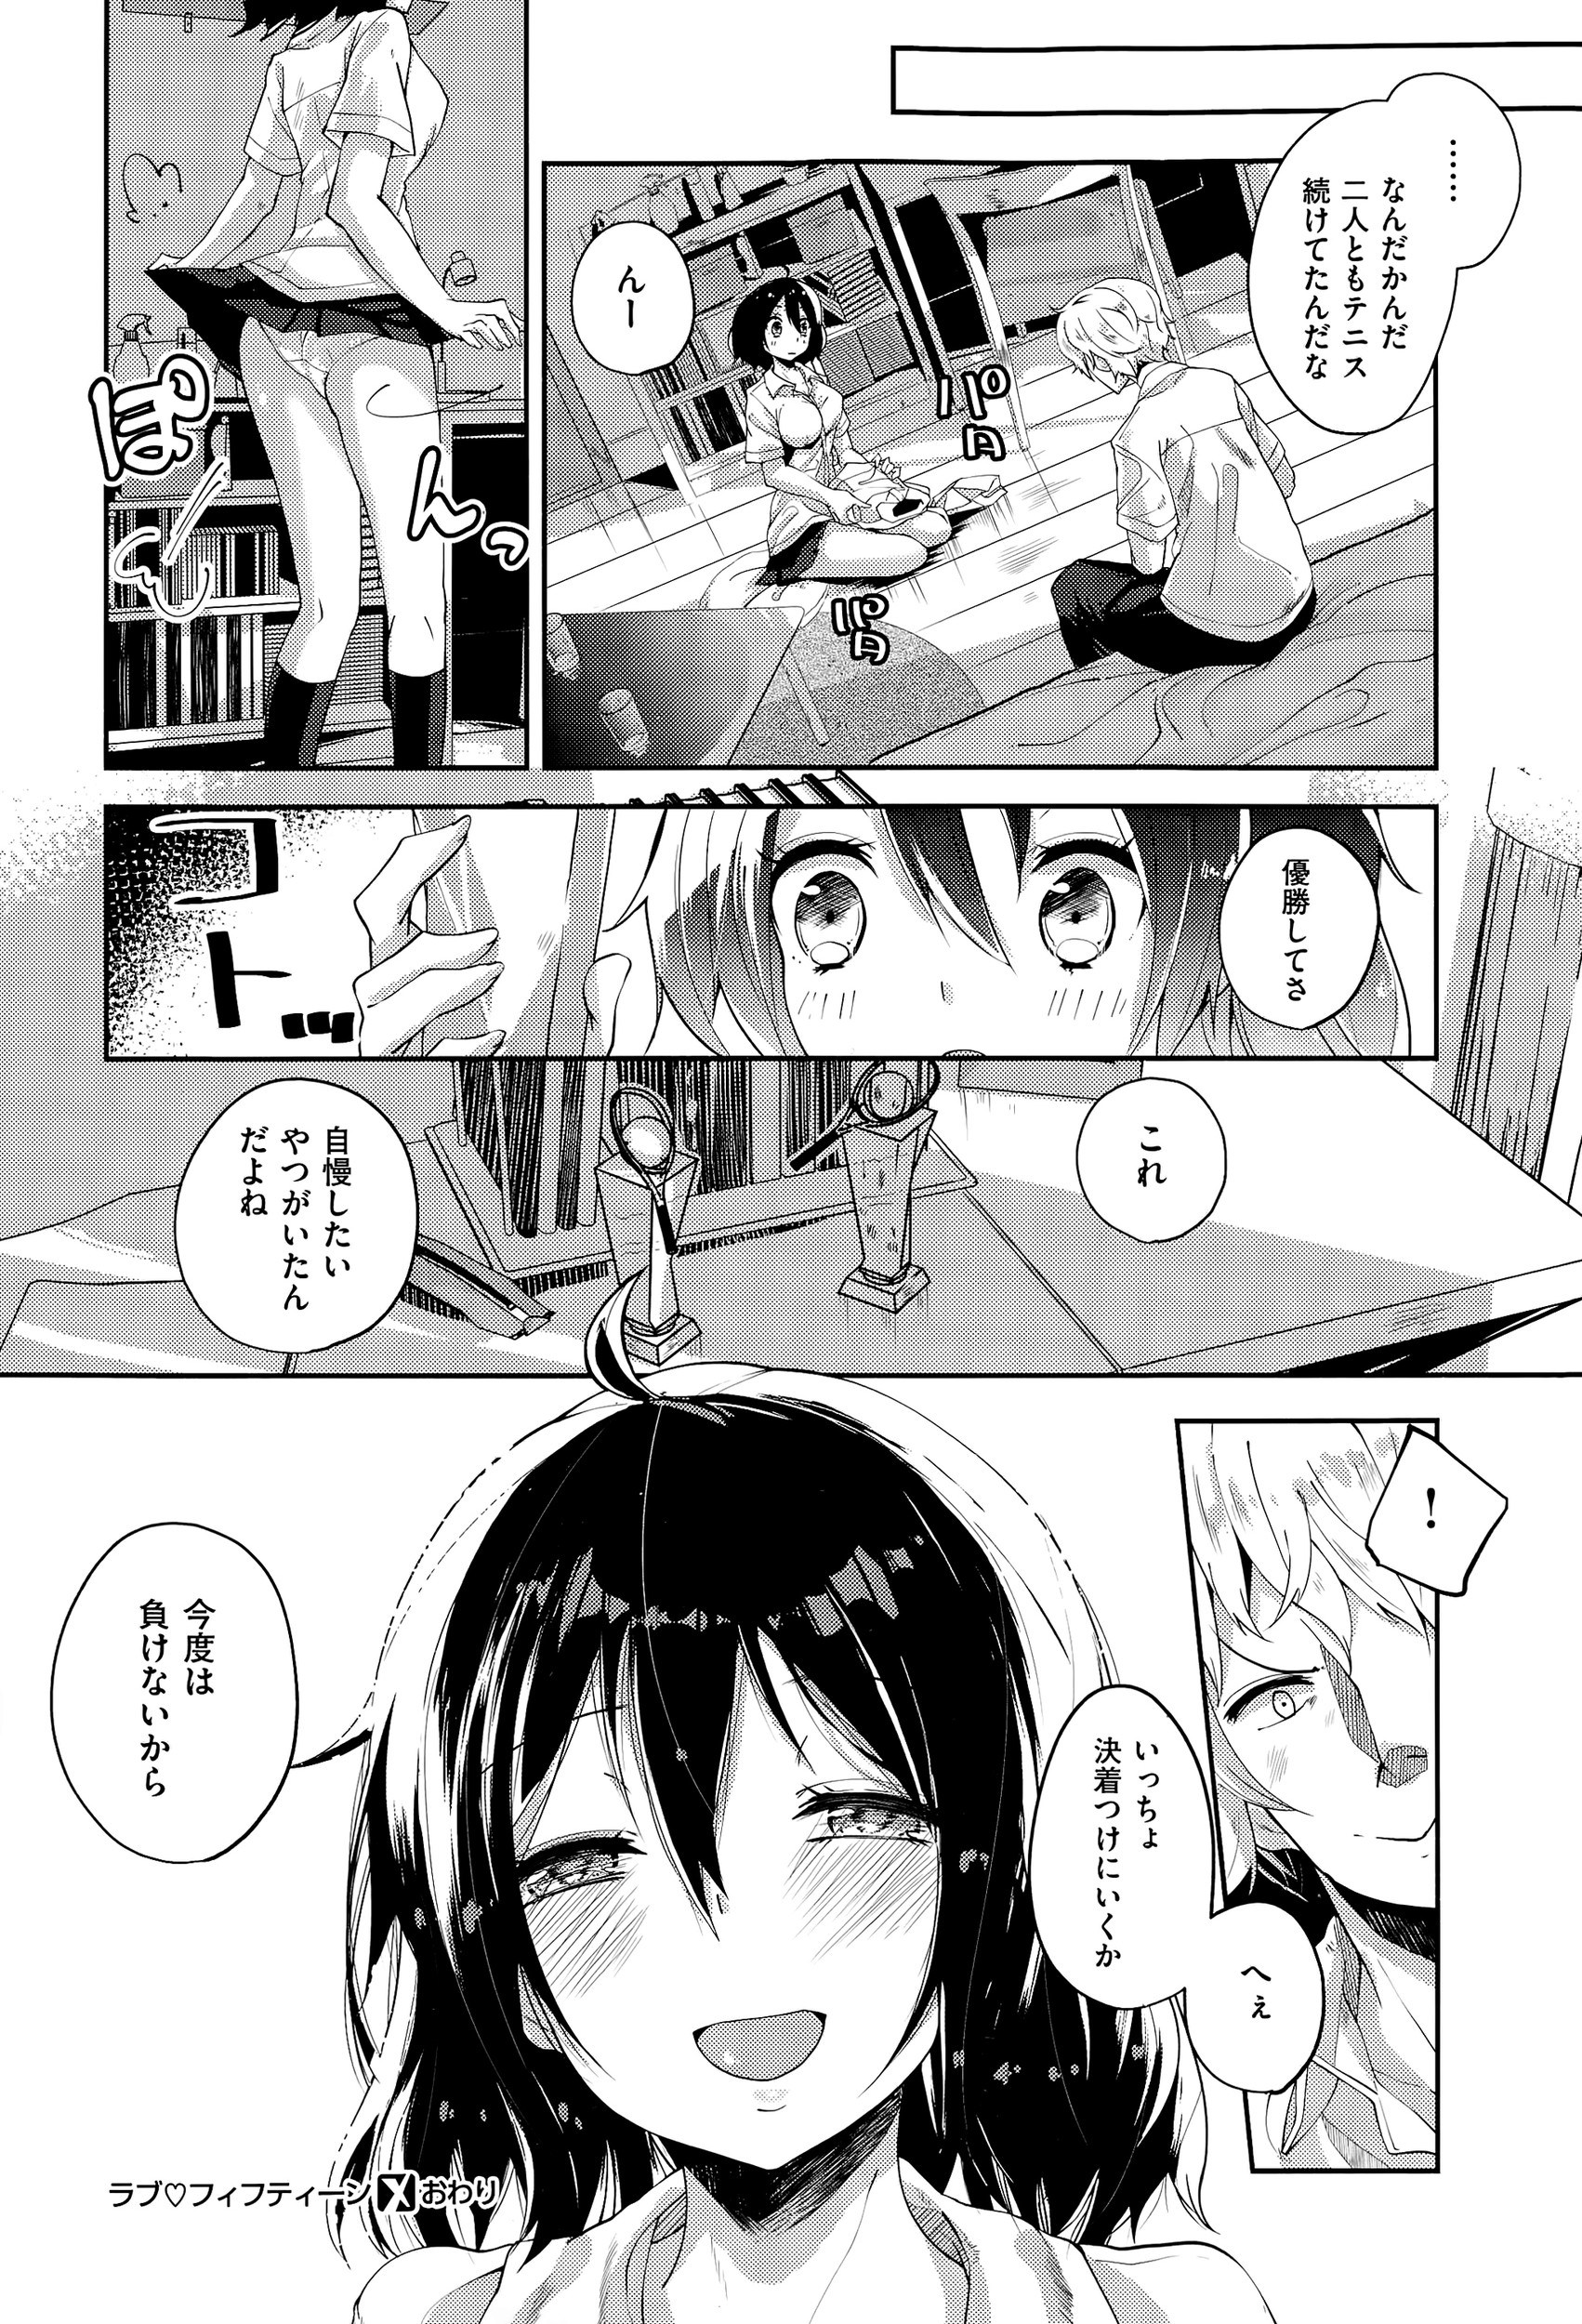 ……
なんだかんだ
二人ともテニス
続けてたんだな
んー
パタ
パタ
ぽ
んっ
優勝してさ
コトッ
これ
自慢したい
やつがいたん
だよね
！
へぇ
いっちょ
決着つけにいくか
今度は
負けないから
ラブ♡フィフティーン おわり